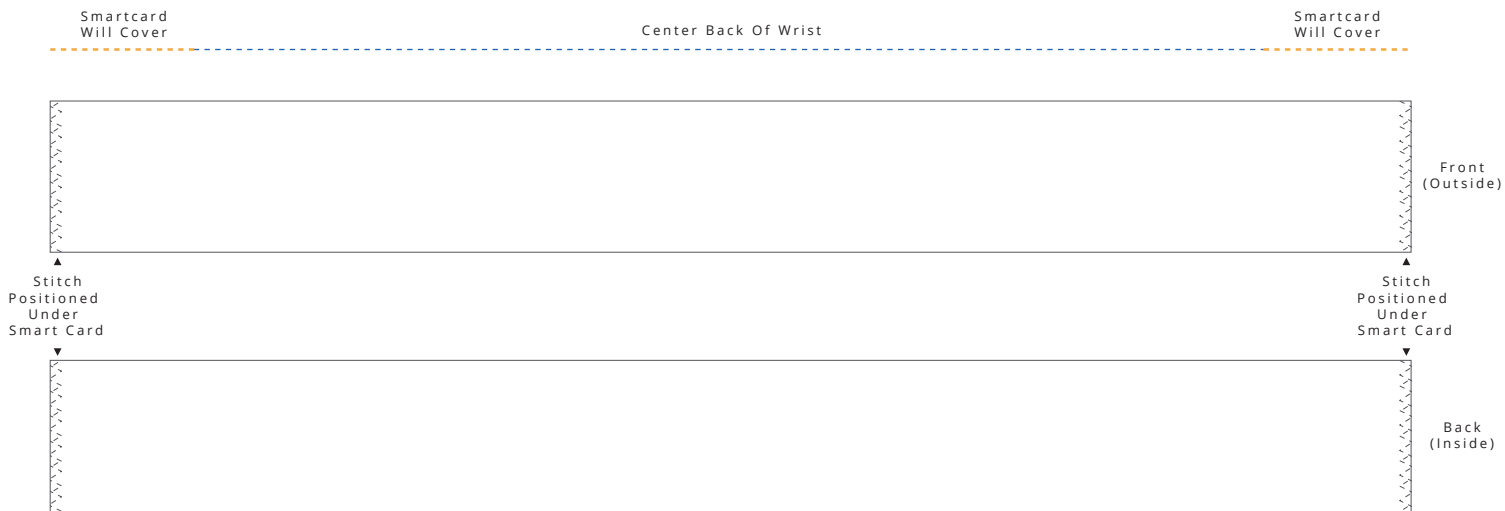 Smartcard
Will Cover
Center Back Of Wrist
Smartcard
Will Cover
Front
(Outside)
Stitch
Positioned
Under
Smart Card
Stitch
Positioned
Under
Smart Card
Back
(Inside)